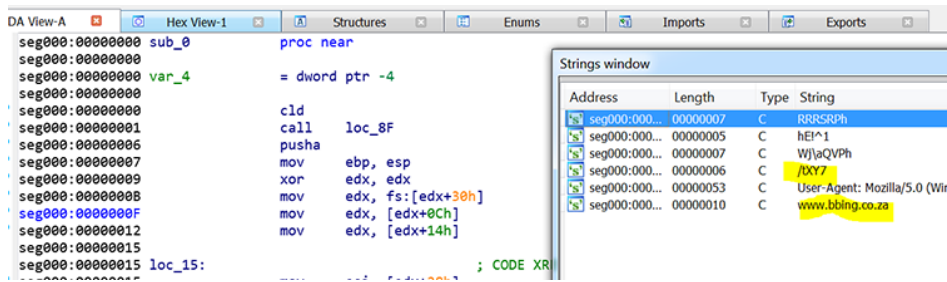 DA View-A Hex View-1 Structures Enums Imports Exports
seg000:00000000 sub_0 proc near
seg000:00000000
seg000:00000000 var_4 = dword ptr -4
seg000:00000000
seg000:00000000 cld
seg000:00000001 call loc_8F
seg000:00000006 pusha
seg000:00000007 mov ebp, esp
seg000:00000009 xor edx, edx
seg000:0000000B mov edx, fs:[edx+30h]
seg000:0000000F mov edx, [edx+0Ch]
seg000:00000012 mov edx, [edx+14h]
seg000:00000015
seg000:00000015 loc_15: ; CODE XR
Strings window
Address Length Type String
seg000:000... 00000007 C RRRSRPh
seg000:000... 00000005 C hE!^1
seg000:000... 00000007 C Wj\aQVPh
seg000:000... 00000006 C /tXY7
seg000:000... 00000053 C User-Agent: Mozilla/5.0 (Wi
seg000:000... 00000010 C www.bbing.co.za